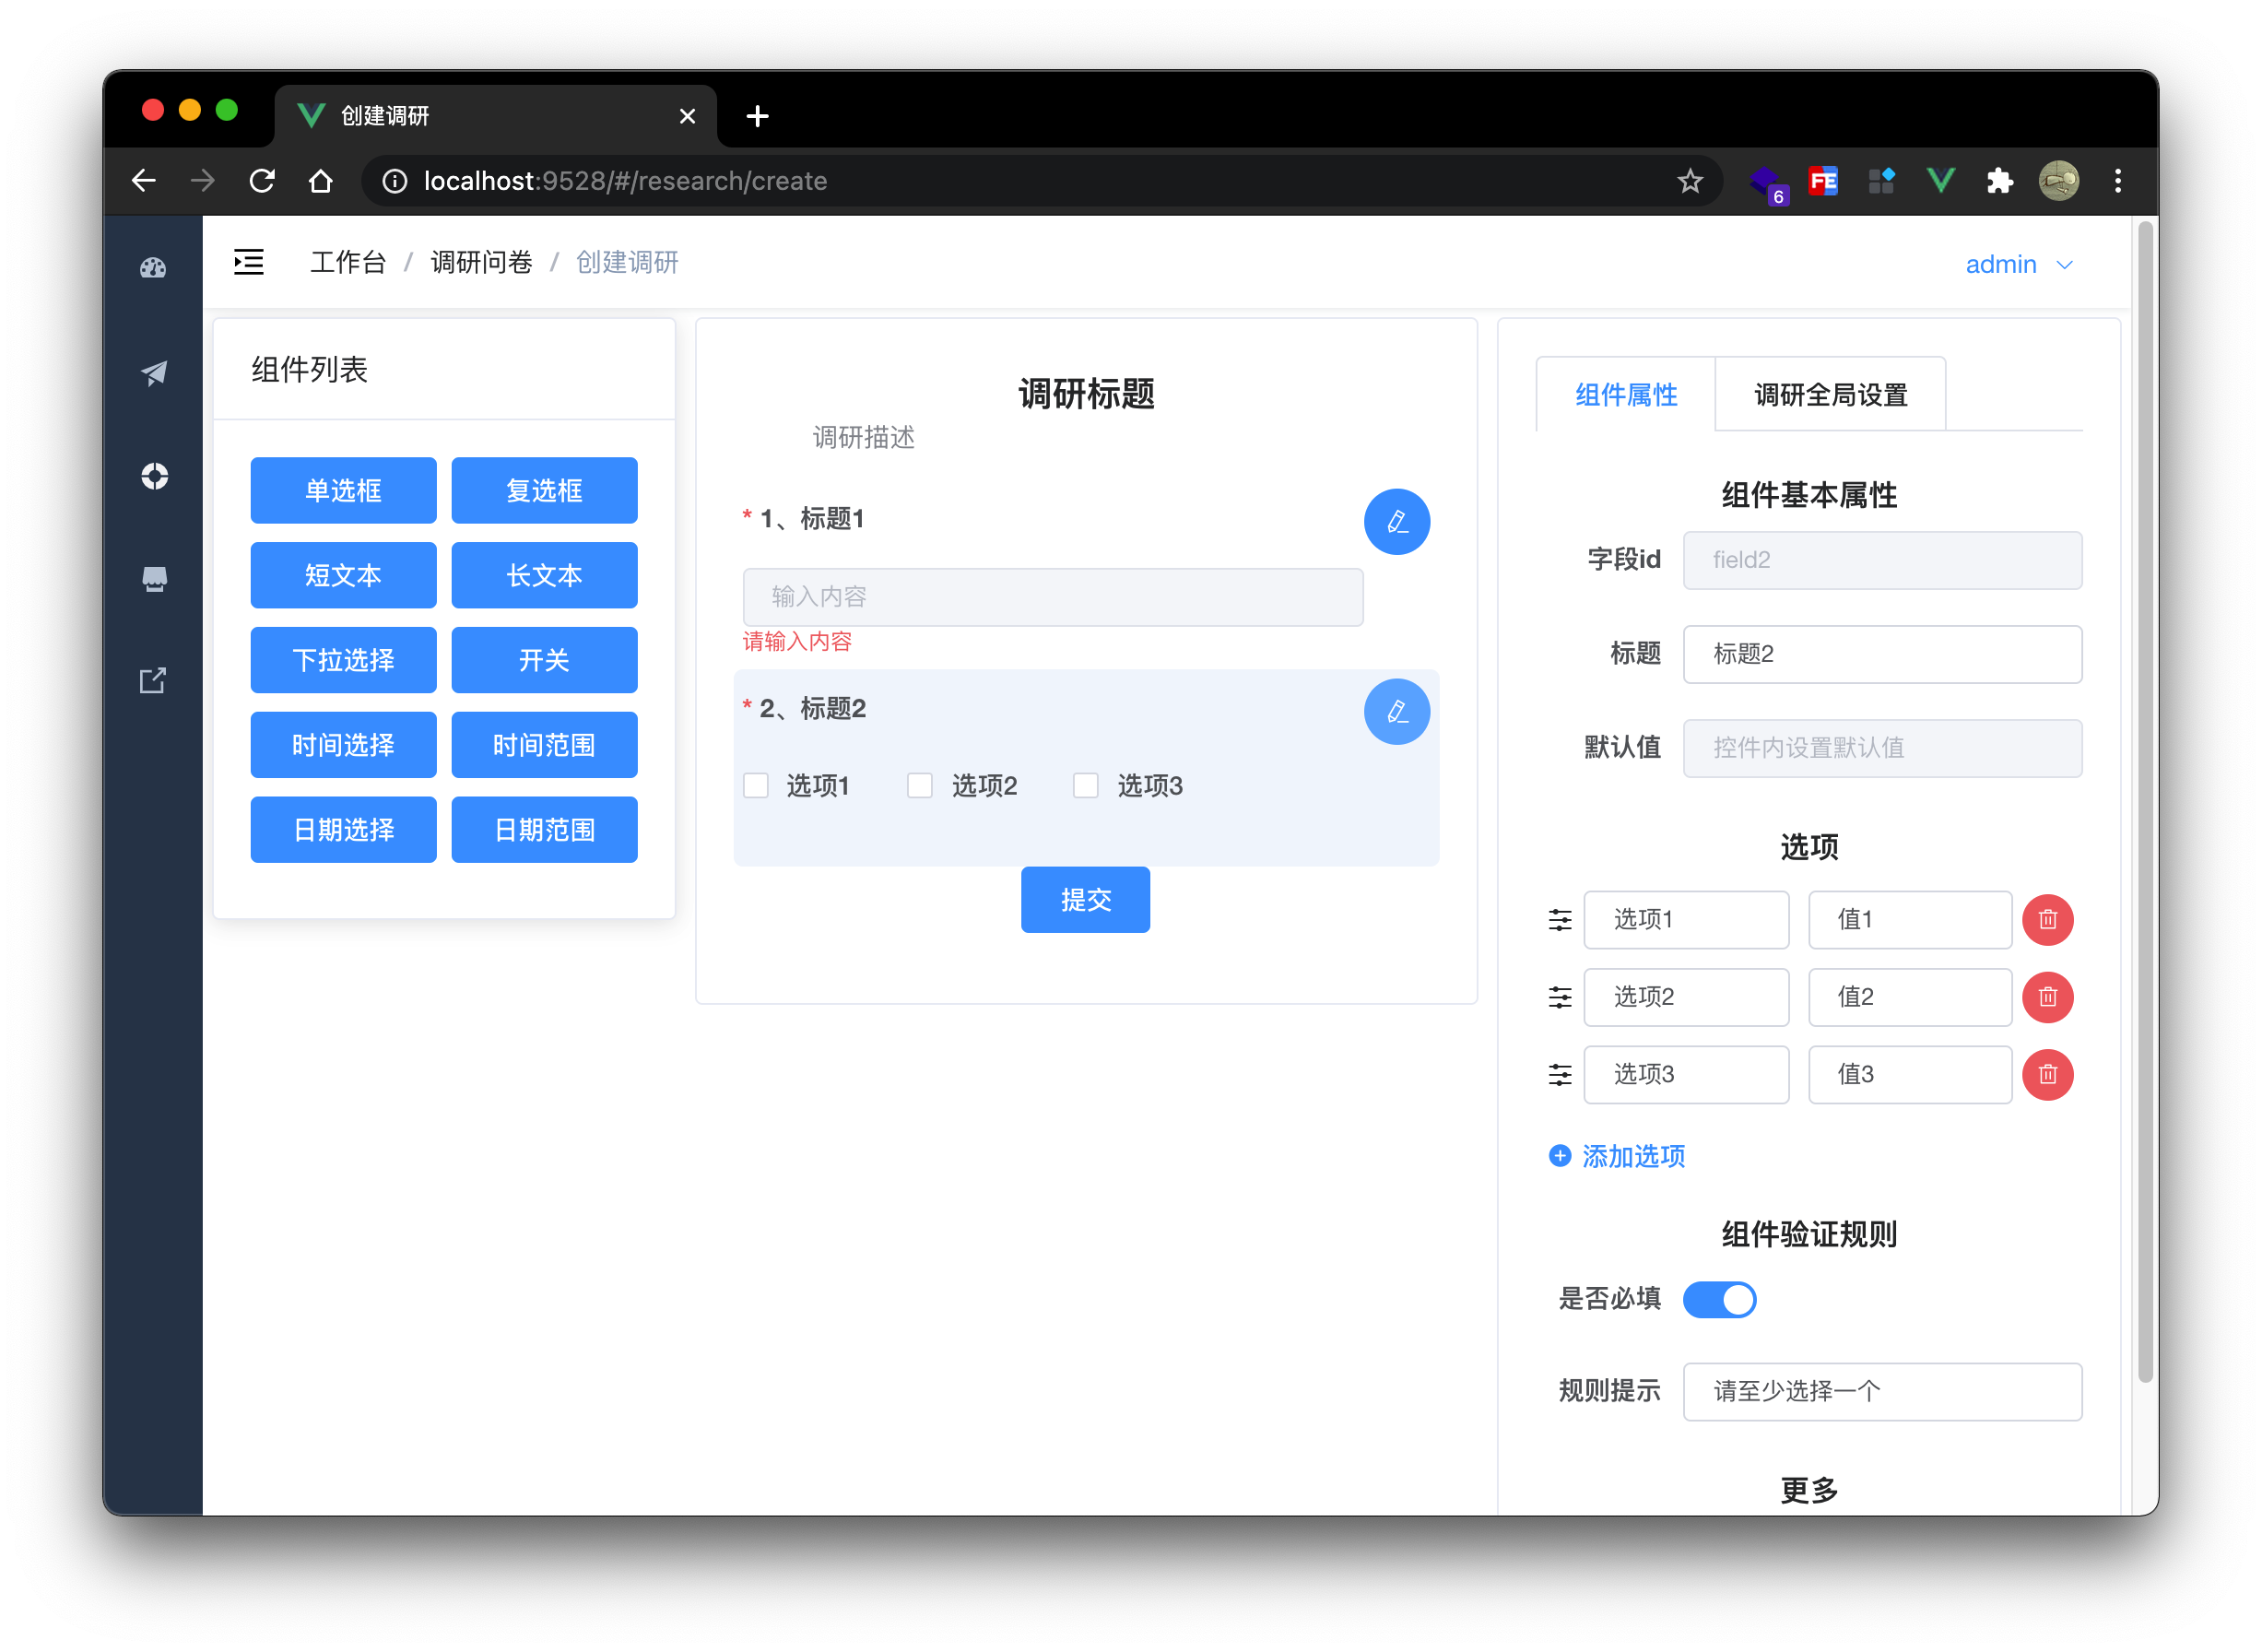 创建调研
localhost:9528/#/research/create
6
FE
工作台 / 调研问卷 / 创建调研
admin
组件列表
单选框 复选框
短文本 长文本
下拉选择 开关
时间选择 时间范围
日期选择 日期范围
调研标题
调研描述
* 1、标题1
输入内容
请输入内容
* 2、标题2
选项1 选项2 选项3
提交
组件属性 调研全局设置
组件基本属性
字段id field2
标题 标题2
默认值 控件内设置默认值
选项
选项1 值1
选项2 值2
选项3 值3
添加选项
组件验证规则
是否必填
规则提示 请至少选择一个
更多